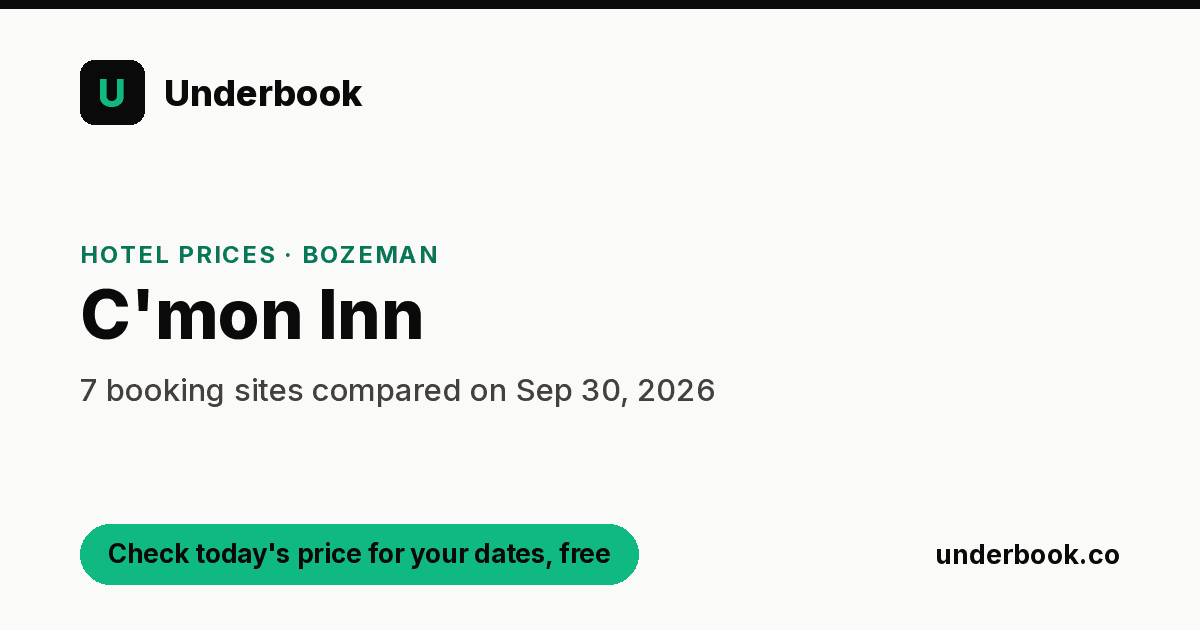 U
Underbook
HOTEL PRICES · BOZEMAN
C'mon Inn
7 booking sites compared on Sep 30, 2026
Check today's price for your dates, free
underbook.co